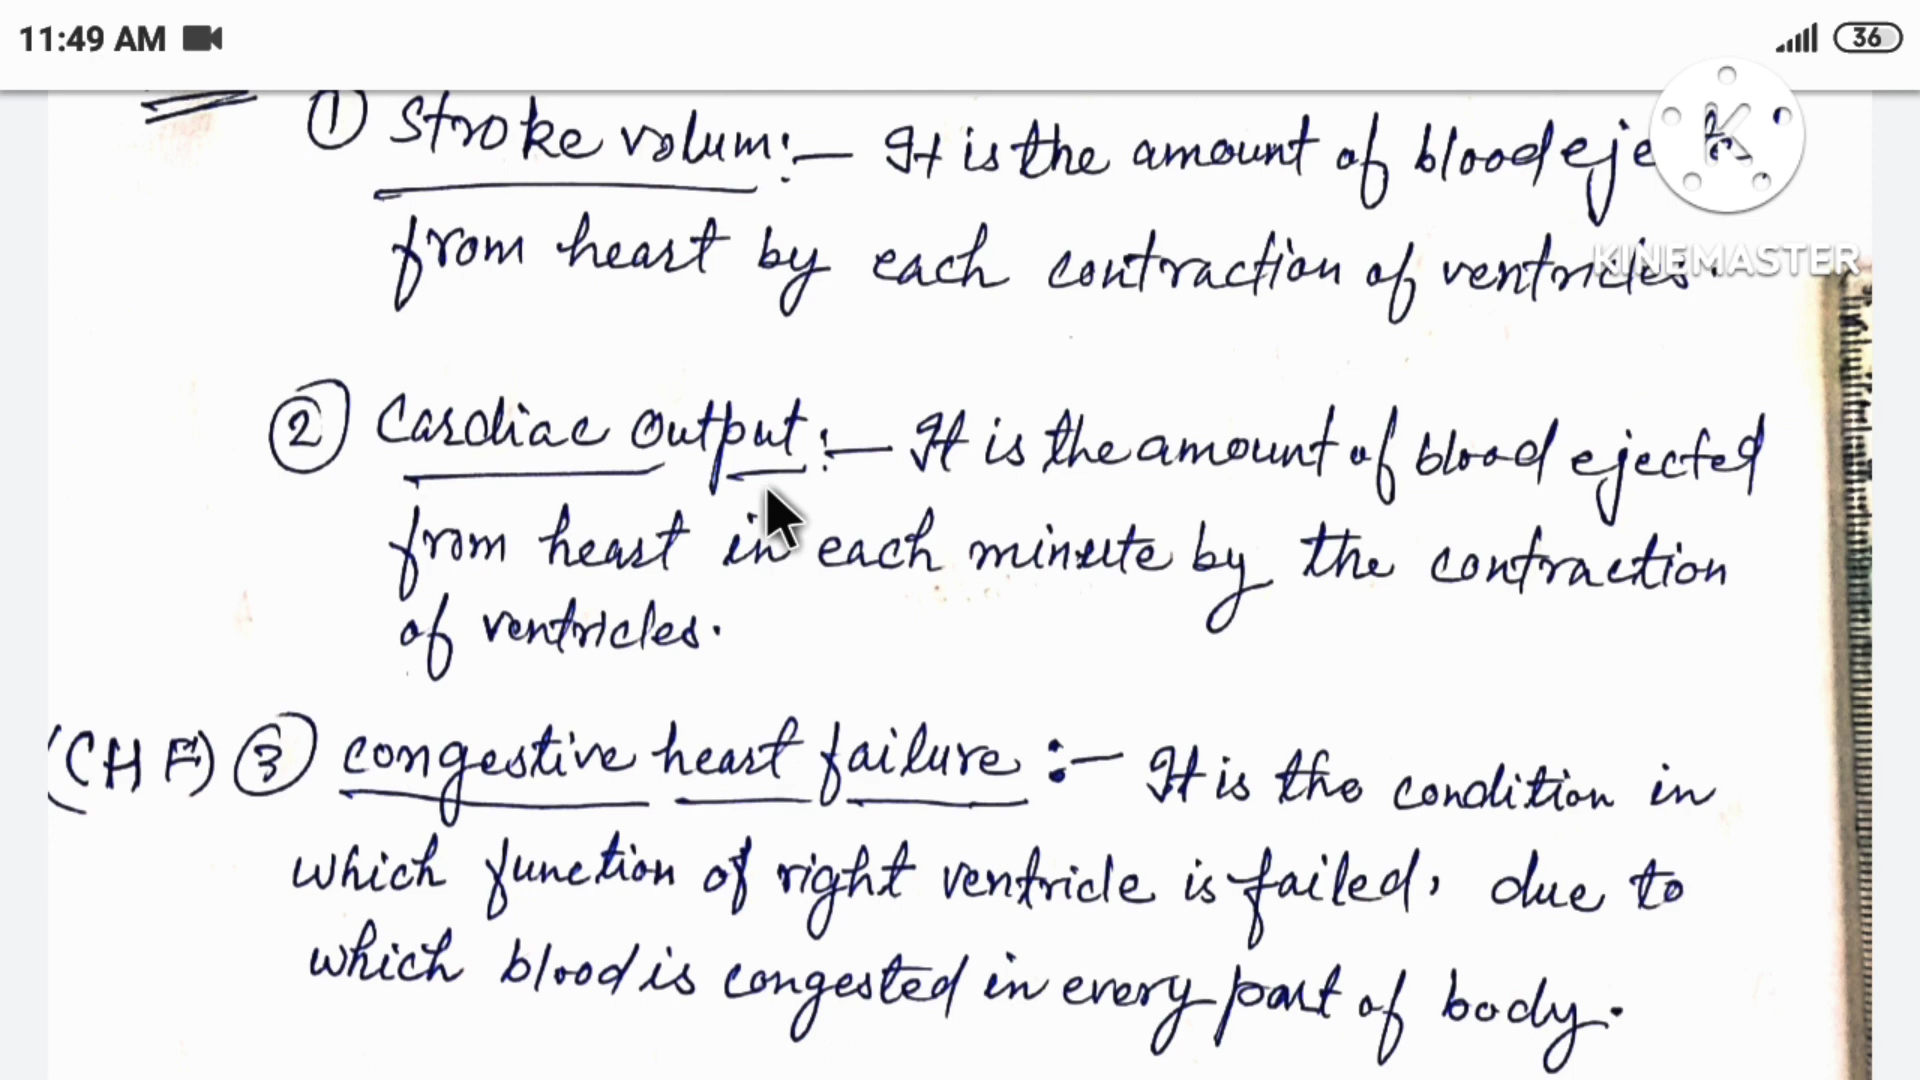 11:49 AM
36
① Stroke volum:— It is the amount of blood eje
KINEMASTER
from heart by each contraction of ventricles.
② Cardiac output:— It is the amount of blood ejected
from heart in each minute by the contraction
of ventricles.
(CHF) ③ congestive heart failure:— It is the condition in
which function of right ventricle is failed, due to
which blood is congested in every part of body.